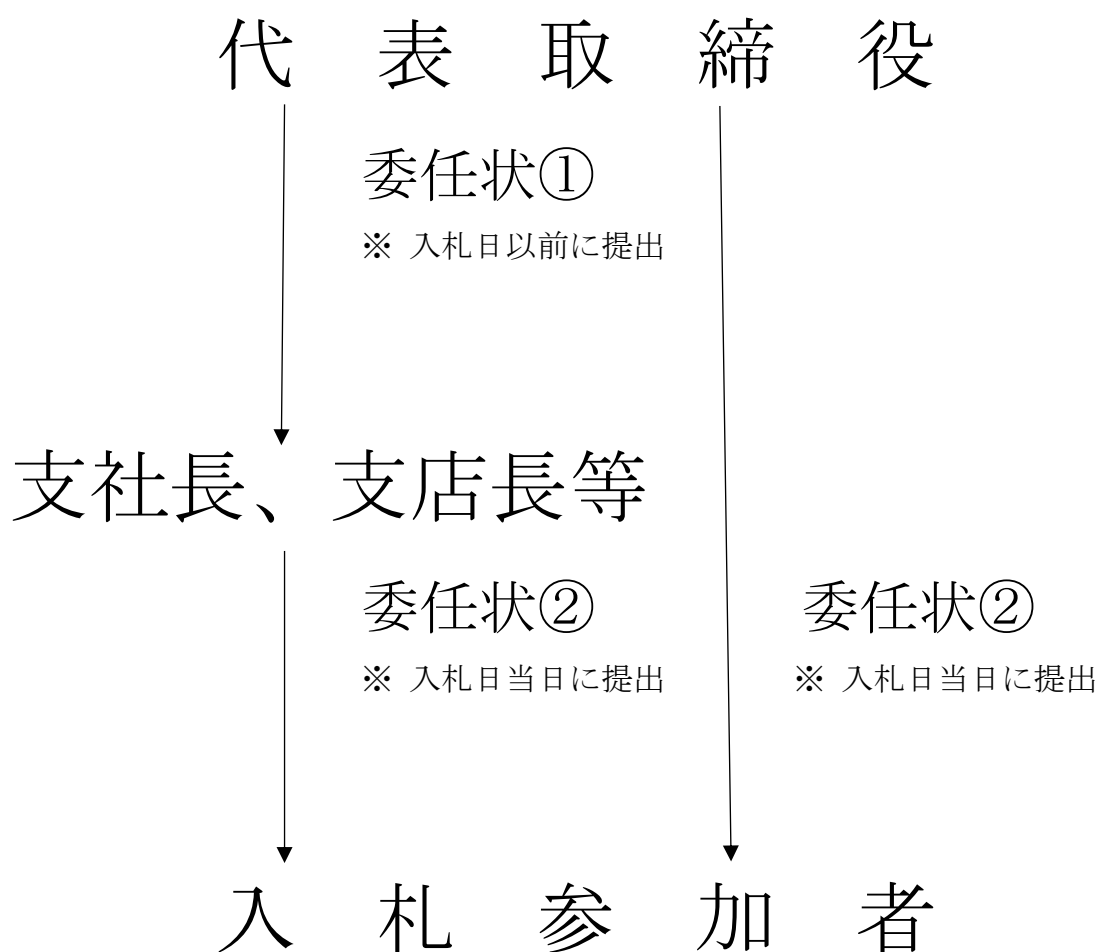 代 表 取 締 役
委任状①
※ 入札日以前に提出
支社長、支店長等
委任状②
※ 入札日当日に提出
委任状②
※ 入札日当日に提出
入 札 参 加 者